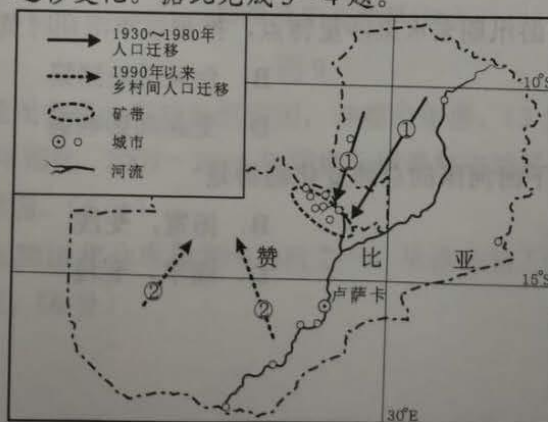 1930～1980年
人口迁移
1990年以来
乡村间人口迁移
矿带
城市
河流
10°S
①
①
赞 比 亚
15°S
②
②
卢萨卡
30°E